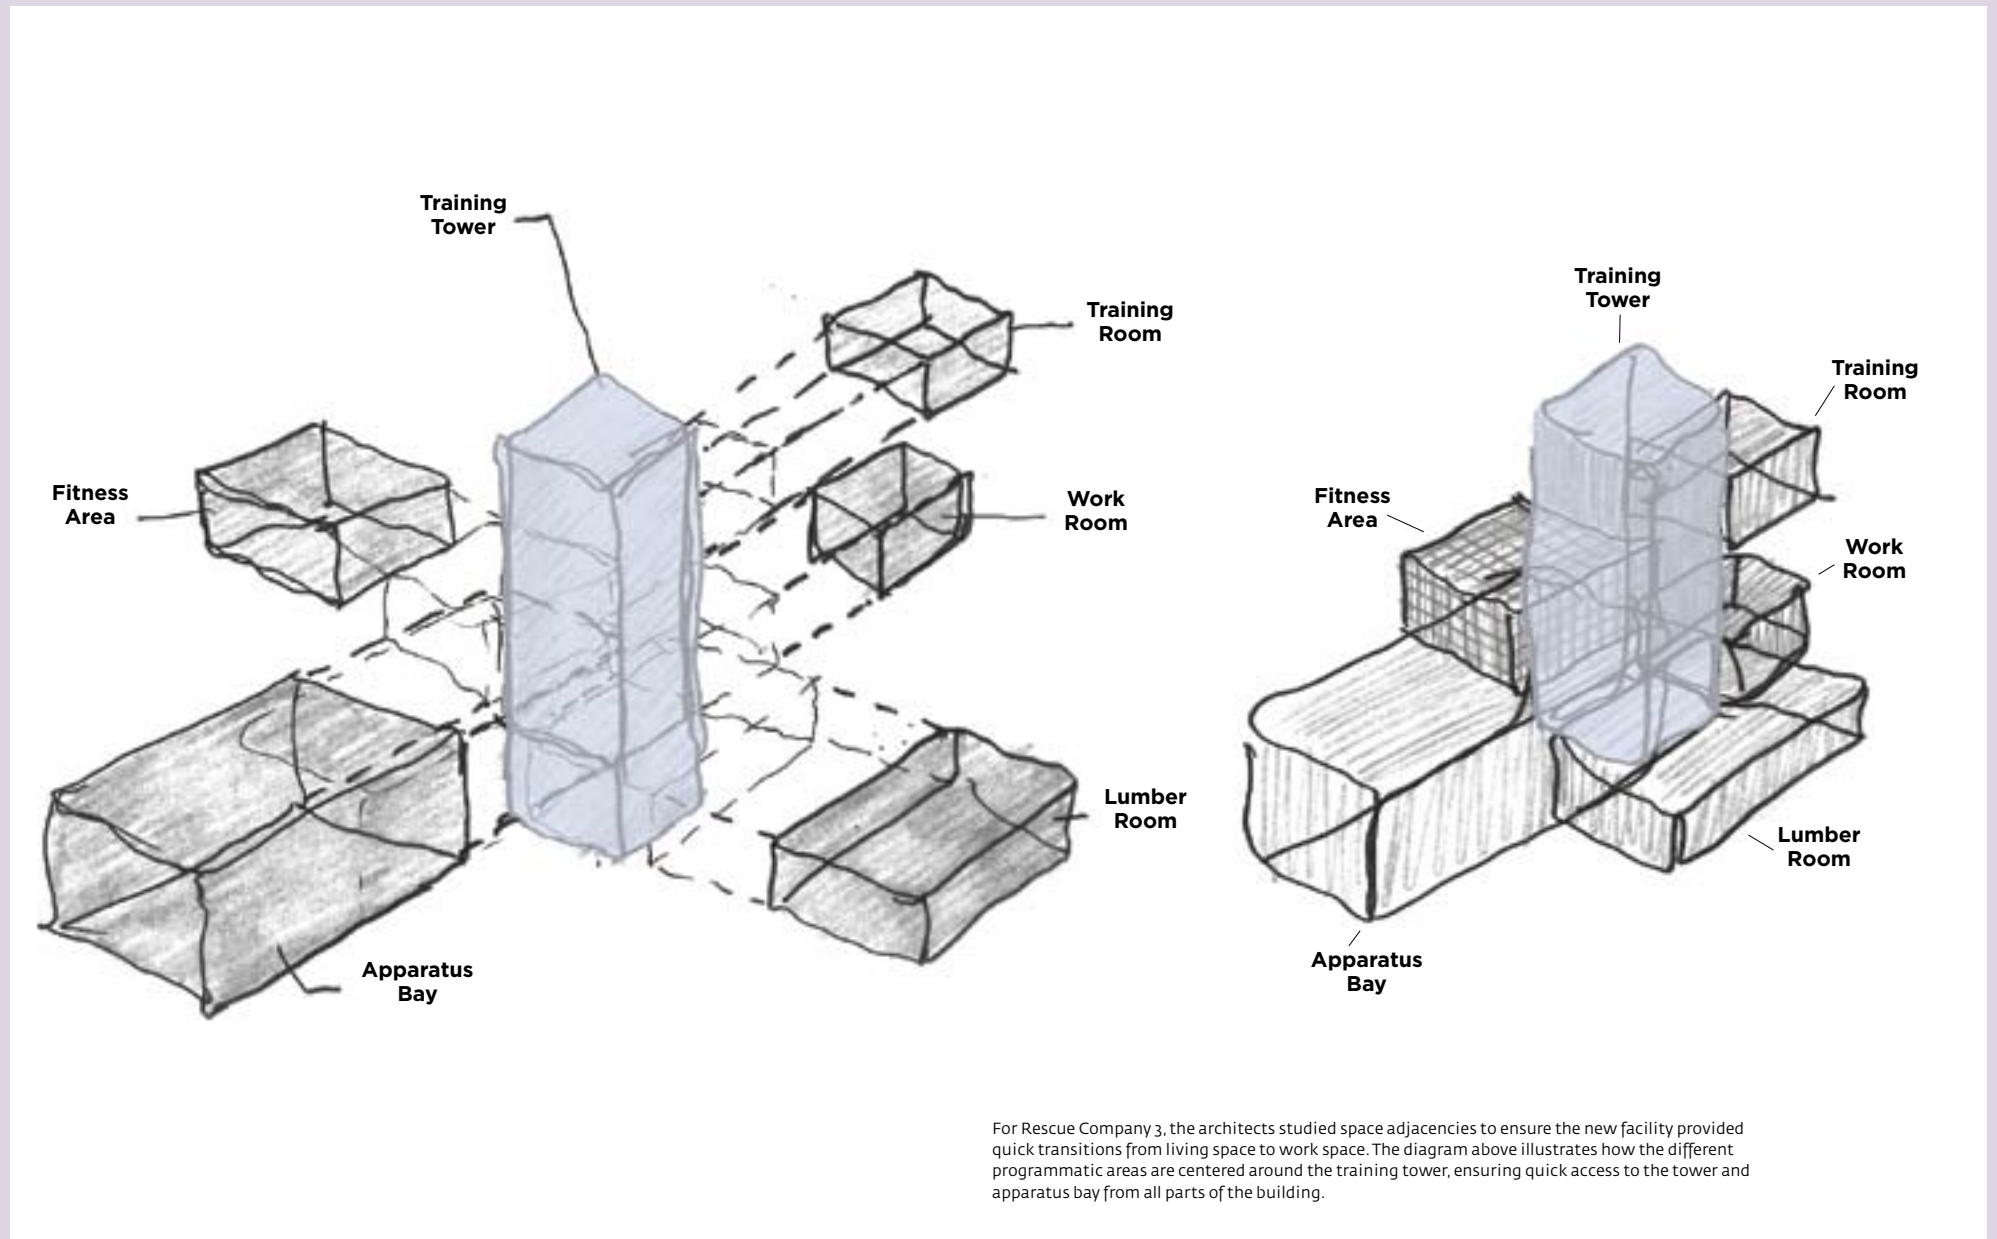 Training
Tower
Training
Room
Fitness
Area
Work
Room
Lumber
Room
Apparatus
Bay
Training
Tower
Training
Room
Fitness
Area
Work
Room
Lumber
Room
Apparatus
Bay
For Rescue Company 3, the architects studied space adjacencies to ensure the new facility provided
quick transitions from living space to work space. The diagram above illustrates how the different
programmatic areas are centered around the training tower, ensuring quick access to the tower and
apparatus bay from all parts of the building.